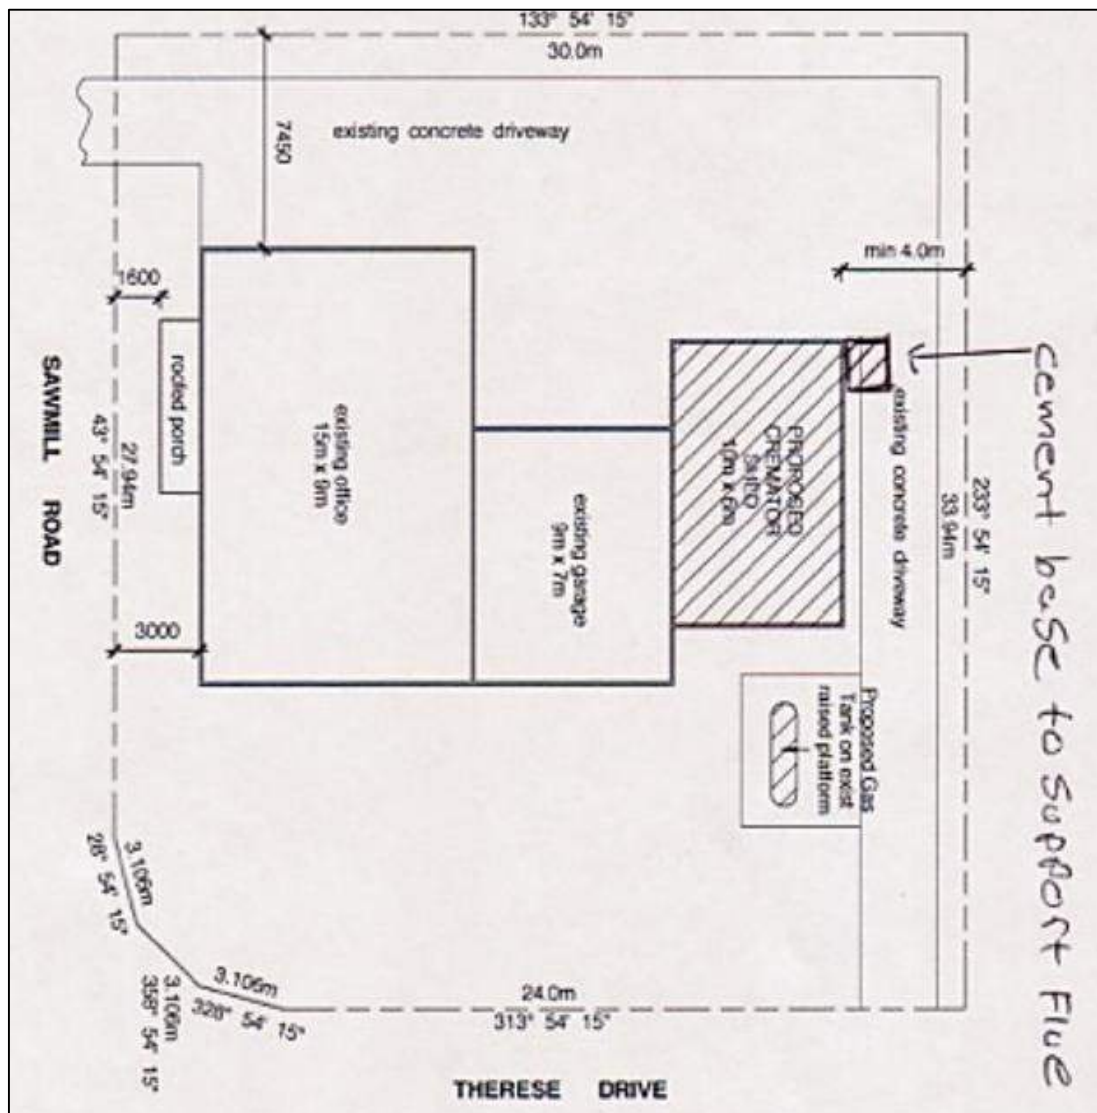 133° 54' 15"
30.0m
7450
existing concrete driveway
min 4.0m
1600
roofed porch
SAWMILL ROAD
43° 54' 15"
27.94m
existing office
15m x 9m
existing garage
9m x 7m
PROPOSED
CREMATOR
10m x 6m
existing concrete driveway
233° 54' 15"
33.94m
cement base to support Flue
3000
Proposed Gas
Tank on exist
raised platform
3.106m
28° 54' 15"
3.106m
358° 54' 15"
3.106m
328° 54' 15"
24.0m
313° 54' 15"
THERESE DRIVE